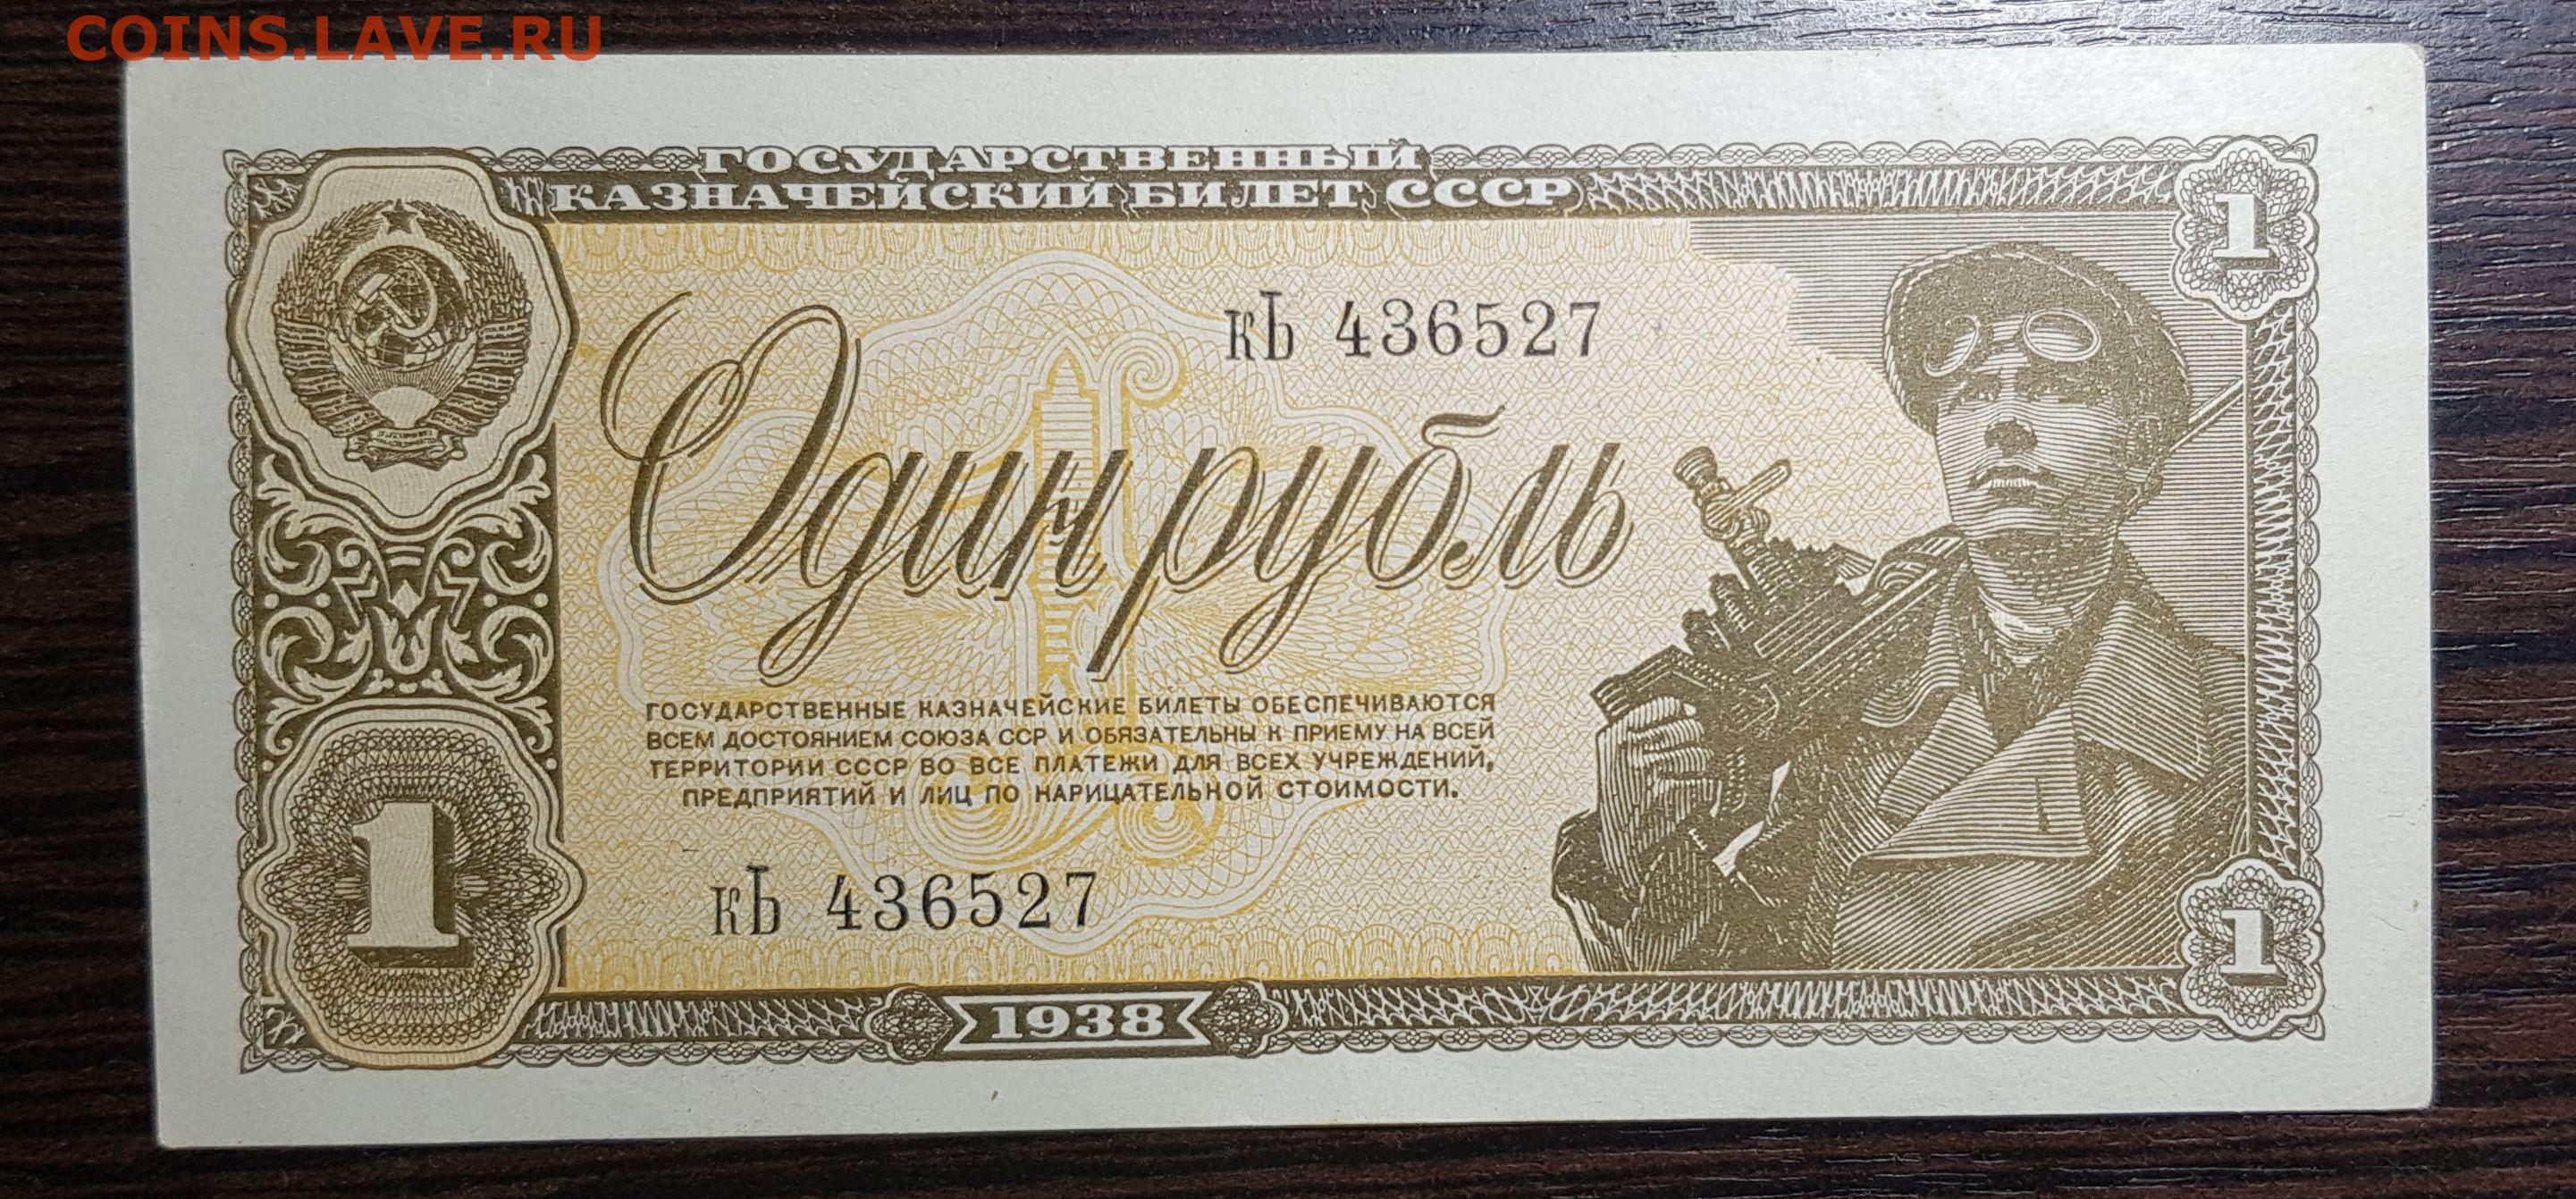 COINS.LAVE.RU
ГОСУДАРСТВЕННЫЙ
КАЗНАЧЕЙСКИЙ БИЛЕТ СССР
1
кЬ 436527
Один рубль
ГОСУДАРСТВЕННЫЕ КАЗНАЧЕЙСКИЕ БИЛЕТЫ ОБЕСПЕЧИВАЮТСЯ
ВСЕМ ДОСТОЯНИЕМ СОЮЗА ССР И ОБЯЗАТЕЛЬНЫ К ПРИЕМУ НА ВСЕЙ
ТЕРРИТОРИИ СССР ВО ВСЕ ПЛАТЕЖИ ДЛЯ ВСЕХ УЧРЕЖДЕНИЙ,
ПРЕДПРИЯТИЙ И ЛИЦ ПО НАРИЦАТЕЛЬНОЙ СТОИМОСТИ.
1
кЬ 436527
1
1938